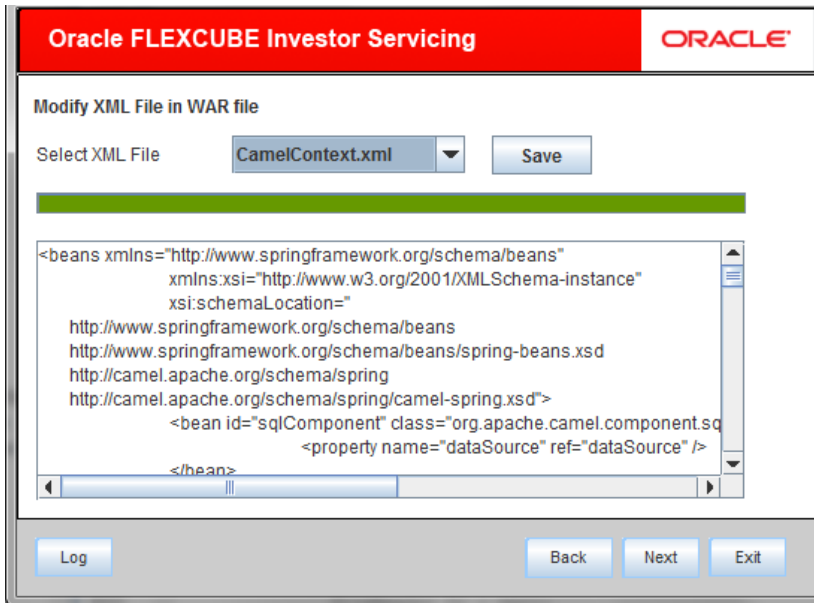 Oracle FLEXCUBE Investor Servicing
ORACLE
Modify XML File in WAR file
Select XML File
CamelContext.xml
Save
<beans xmlns="http://www.springframework.org/schema/beans"
xmlns:xsi="http://www.w3.org/2001/XMLSchema-instance"
xsi:schemaLocation="
http://www.springframework.org/schema/beans
http://www.springframework.org/schema/beans/spring-beans.xsd
http://camel.apache.org/schema/spring
http://camel.apache.org/schema/spring/camel-spring.xsd">
<bean id="sqlComponent" class="org.apache.camel.component.sq
<property name="dataSource" ref="dataSource" />
</bean>
Log
Back
Next
Exit